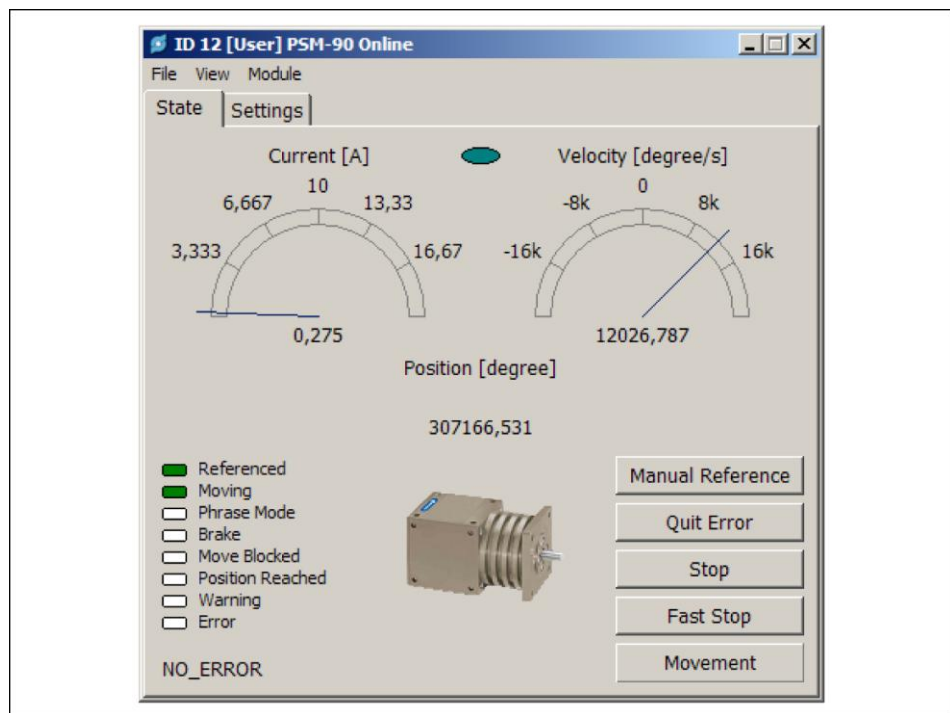 ID 12 [User] PSM-90 Online
File View Module
State Settings
Current [A] Velocity [degree/s]
10 0
6,667 13,33 -8k 8k
3,333 16,67 -16k 16k
0,275 12026,787
Position [degree]
307166,531
Referenced
Moving
Phrase Mode
Brake
Move Blocked
Position Reached
Warning
Error
NO_ERROR
Manual Reference
Quit Error
Stop
Fast Stop
Movement